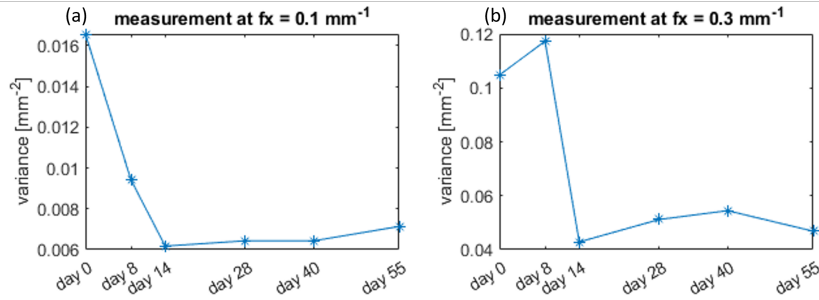 (a) measurement at fx = 0.1 mm⁻¹
0.016
0.014
0.012
0.01
0.008
0.006
variance [mm⁻²]
day 0
day 8
day 14
day 28
day 40
day 55
(b) measurement at fx = 0.3 mm⁻¹
0.12
0.1
0.08
0.06
0.04
variance [mm⁻²]
day 0
day 8
day 14
day 28
day 40
day 55